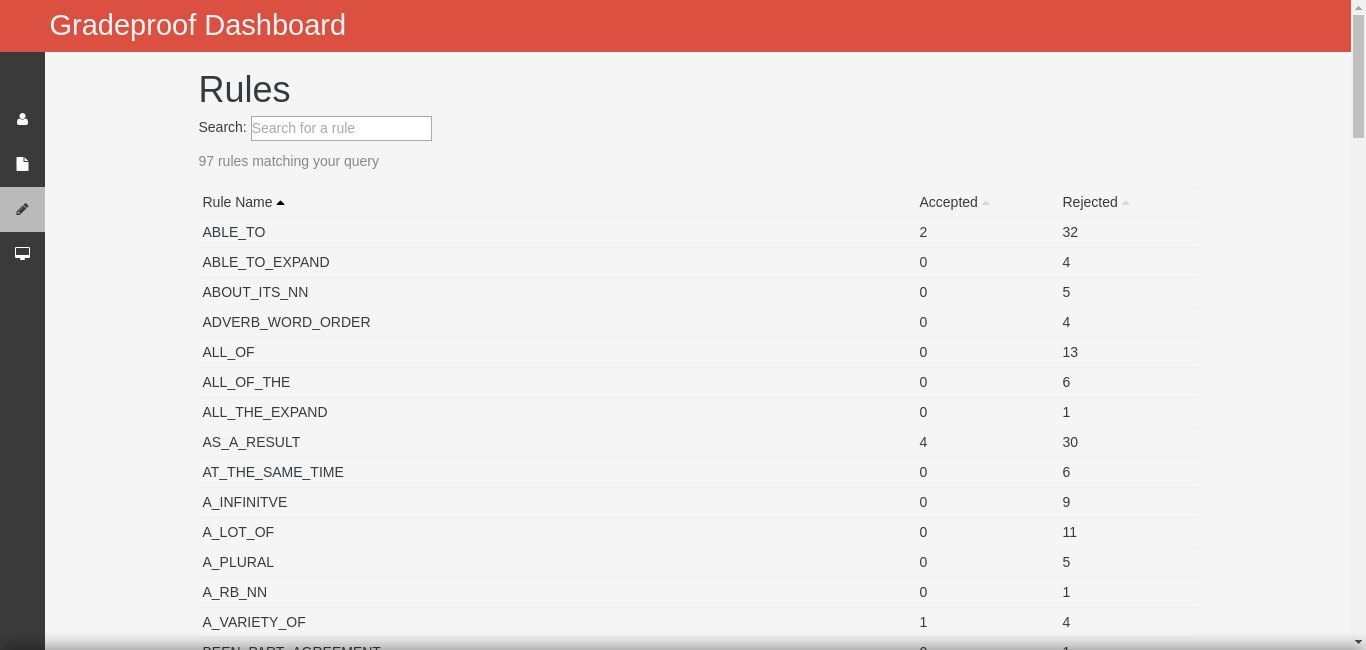 Gradeproof Dashboard
Rules
Search: Search for a rule
97 rules matching your query
Rule Name Accepted Rejected
ABLE_TO 2 32
ABLE_TO_EXPAND 0 4
ABOUT_ITS_NN 0 5
ADVERB_WORD_ORDER 0 4
ALL_OF 0 13
ALL_OF_THE 0 6
ALL_THE_EXPAND 0 1
AS_A_RESULT 4 30
AT_THE_SAME_TIME 0 6
A_INFINITVE 0 9
A_LOT_OF 0 11
A_PLURAL 0 5
A_RB_NN 0 1
A_VARIETY_OF 1 4
BEEN_PART_AGREEMENT 0 1